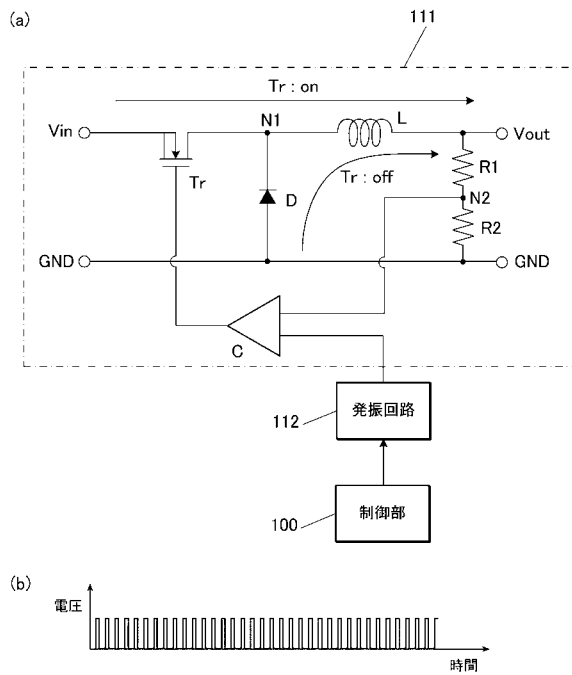 (a)
111
Tr : on
Vin
N1
L
Vout
Tr
D
Tr : off
R1
N2
R2
GND
GND
C
112
発振回路
100
制御部
(b)
電圧
時間